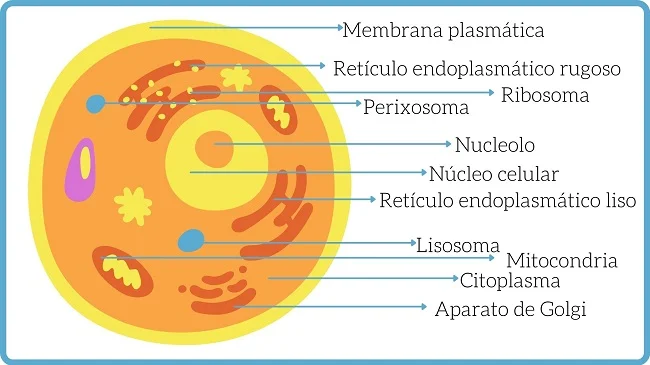 Membrana plasmática
Retículo endoplasmático rugoso
Ribosoma
Perixosoma
Nucleolo
Núcleo celular
Retículo endoplasmático liso
Lisosoma
Mitocondria
Citoplasma
Aparato de Golgi